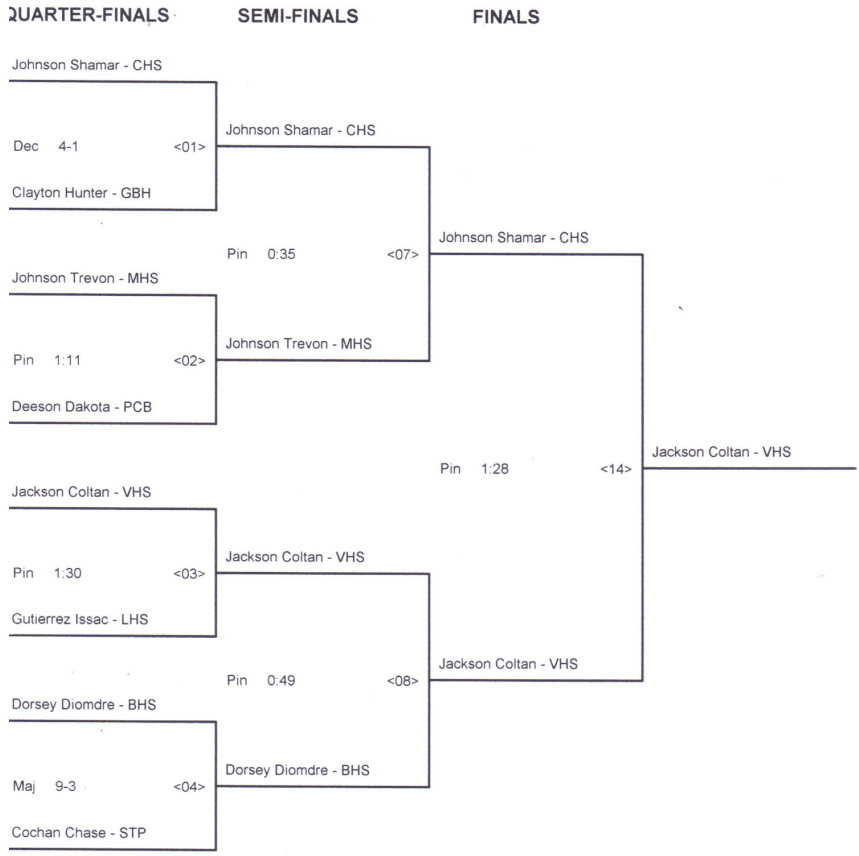 QUARTER-FINALS SEMI-FINALS FINALS
Johnson Shamar - CHS
Dec 4-1 <01>
Clayton Hunter - GBH
Johnson Shamar - CHS
Pin 0:35 <07>
Johnson Trevon - MHS
Pin 1:11 <02>
Deeson Dakota - PCB
Johnson Trevon - MHS
Johnson Shamar - CHS
Pin 1:28 <14>
Jackson Coltan - VHS
Jackson Coltan - VHS
Pin 1:30 <03>
Gutierrez Issac - LHS
Jackson Coltan - VHS
Pin 0:49 <08>
Dorsey Diomdre - BHS
Maj 9-3 <04>
Cochan Chase - STP
Dorsey Diomdre - BHS
Jackson Coltan - VHS